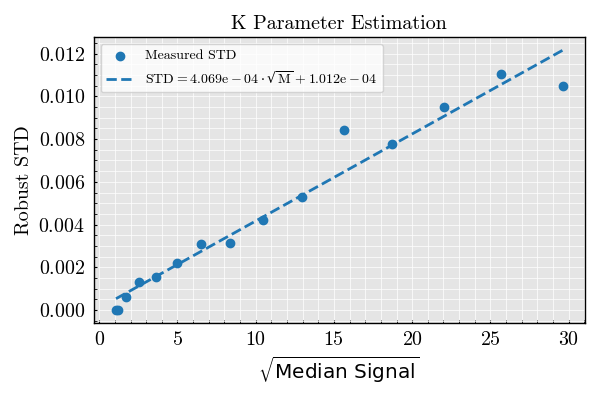 K Parameter Estimation
Measured STD
STD = 4.069e − 04 · √M + 1.012e − 04
Robust STD
0.012
0.010
0.008
0.006
0.004
0.002
0.000
0 5 10 15 20 25 30
√Median Signal